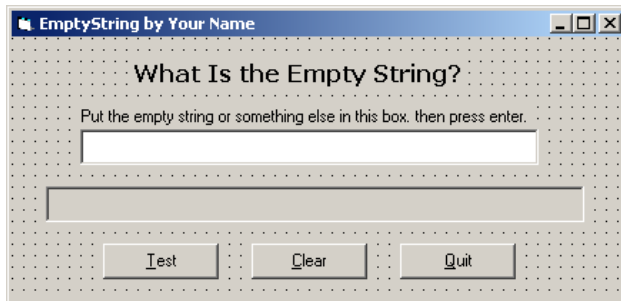 EmptyString by Your Name
What Is the Empty String?
Put the empty string or something else in this box. then press enter.
Test Clear Quit